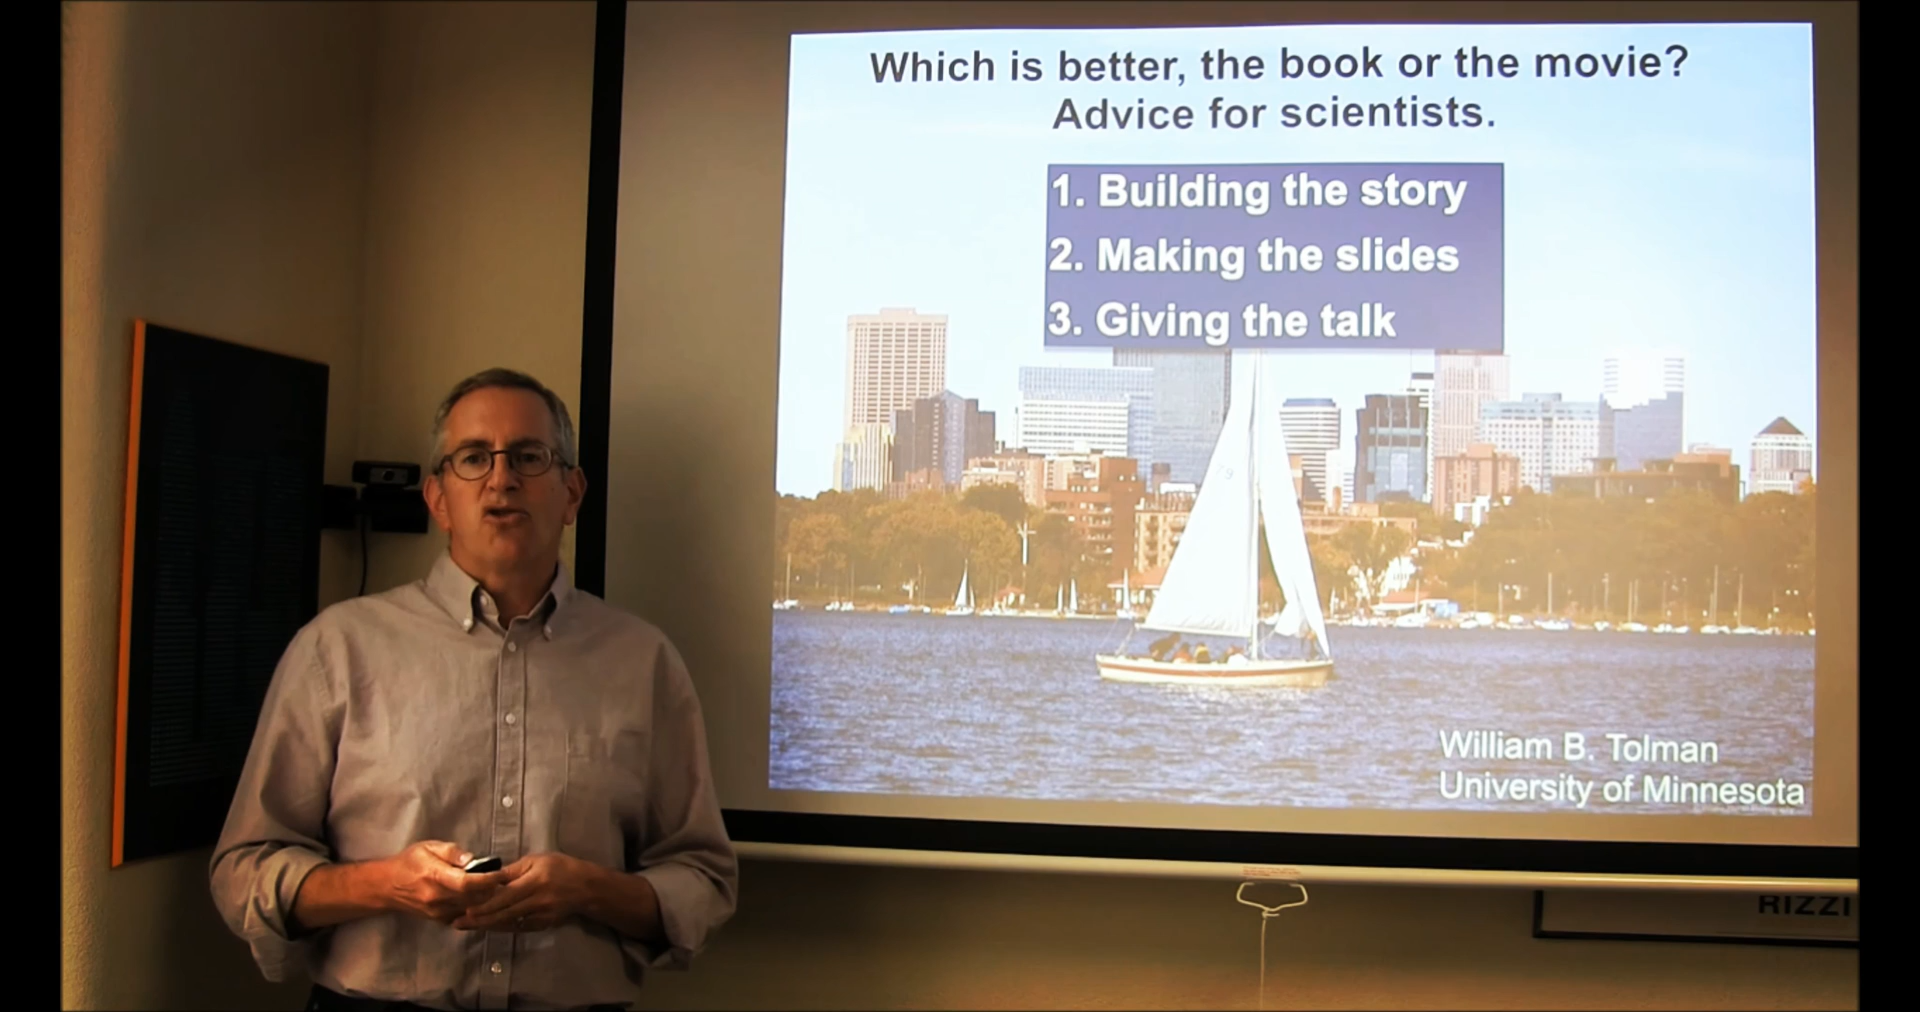 Which is better, the book or the movie?
Advice for scientists.
1. Building the story
2. Making the slides
3. Giving the talk
William B. Tolman
University of Minnesota
RIZZI